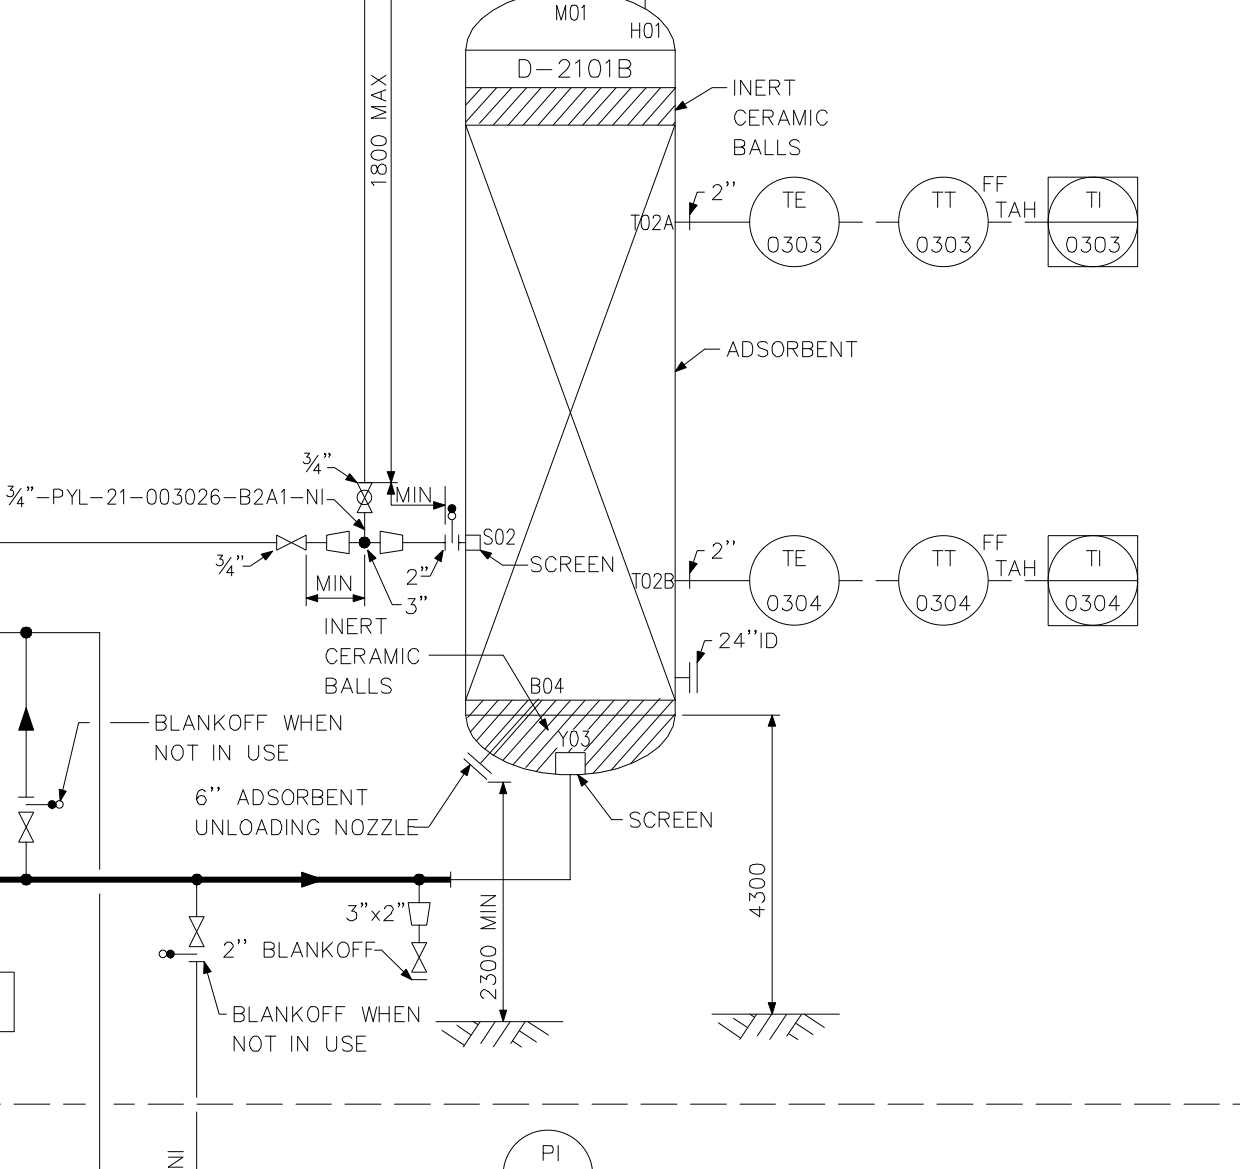 M01
H01
D-2101B
INERT
CERAMIC
BALLS
1800 MAX
2''
T02A
TE
0303
TT
0303
FF
TAH
TI
0303
ADSORBENT
¾"
¾"-PYL-21-003026-B2A1-NI
MIN
S02
SCREEN
¾"
2"
MIN
3"
2''
T02B
TE
0304
TT
0304
FF
TAH
TI
0304
INERT
CERAMIC
BALLS
24''ID
B04
Y03
BLANKOFF WHEN
NOT IN USE
6'' ADSORBENT
UNLOADING NOZZLE
SCREEN
4300
2300 MIN
3"x2"
2'' BLANKOFF
BLANKOFF WHEN
NOT IN USE
NI
PI